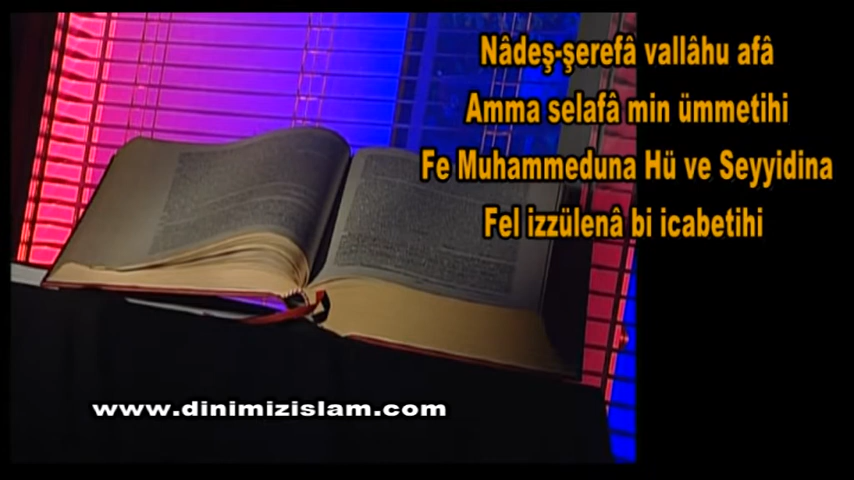 Nâdeş-şerefâ vallâhu afâ
Amma selafâ min ümmetihi
Fe Muhammeduna Hü ve Seyyidina
Fel izzülenâ bi icabetihi
www.dinimizislam.com